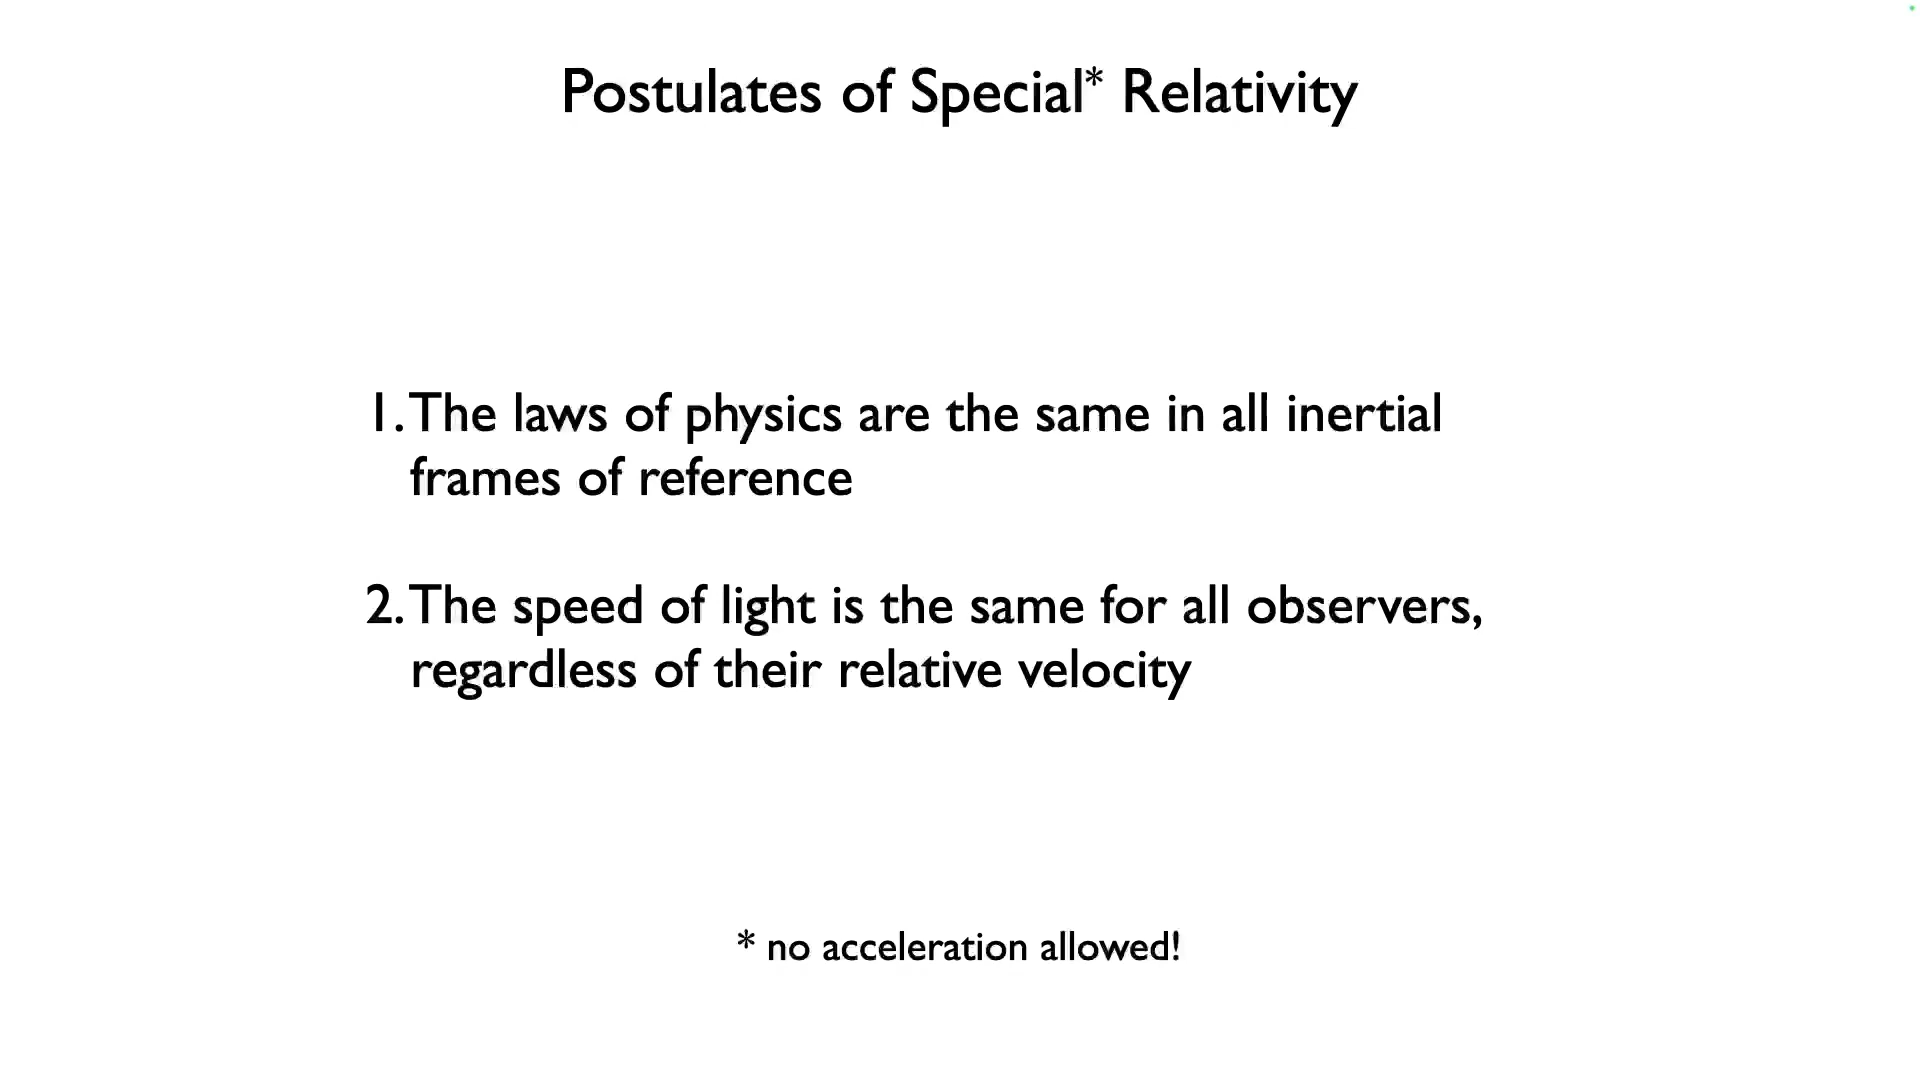 Postulates of Special* Relativity
1. The laws of physics are the same in all inertial
frames of reference
2. The speed of light is the same for all observers,
regardless of their relative velocity
* no acceleration allowed!